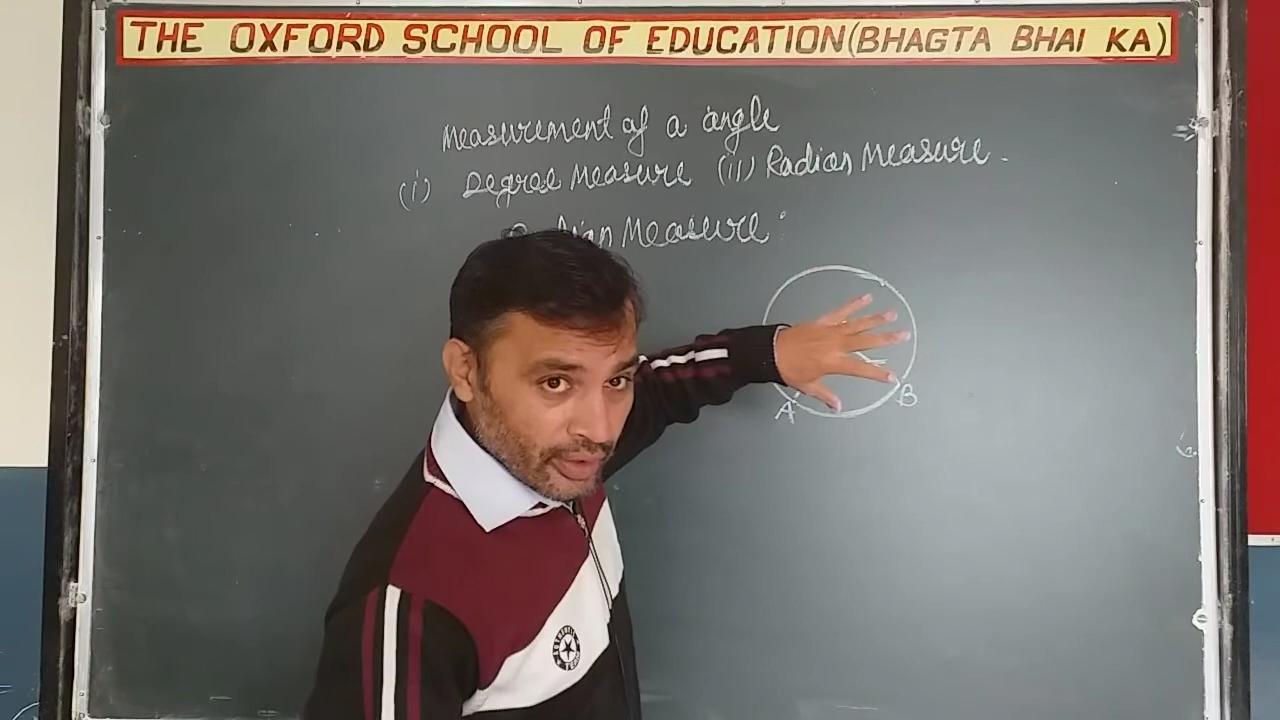 THE OXFORD SCHOOL OF EDUCATION(BHAGTA BHAI KA)
Measurement of a angle
(i) Degree Measure (ii) Radian Measure.
Measure :
A
B